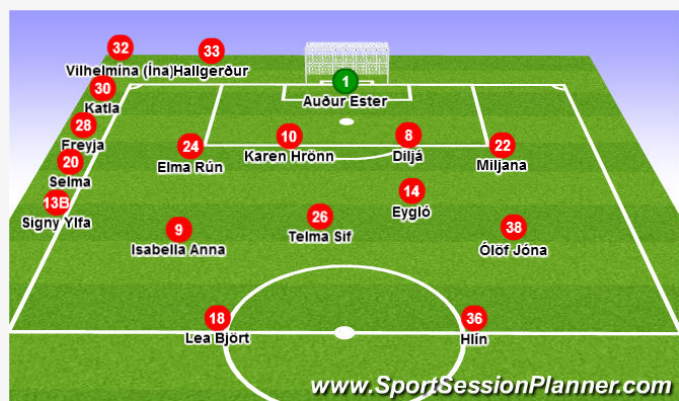 32
33
Vilhelmína (Ína)
Hallgerður
1
Auður Ester
30
Katla
28
Freyja
24
Elma Rún
10
Karen Hrönn
8
Diljá
22
Miljana
20
Selma
13B
Signy Ylfa
14
Eygló
9
Isabella Anna
26
Telma Sif
38
Ólöf Jóna
18
Lea Björt
36
Hlín
www.SportSessionPlanner.com